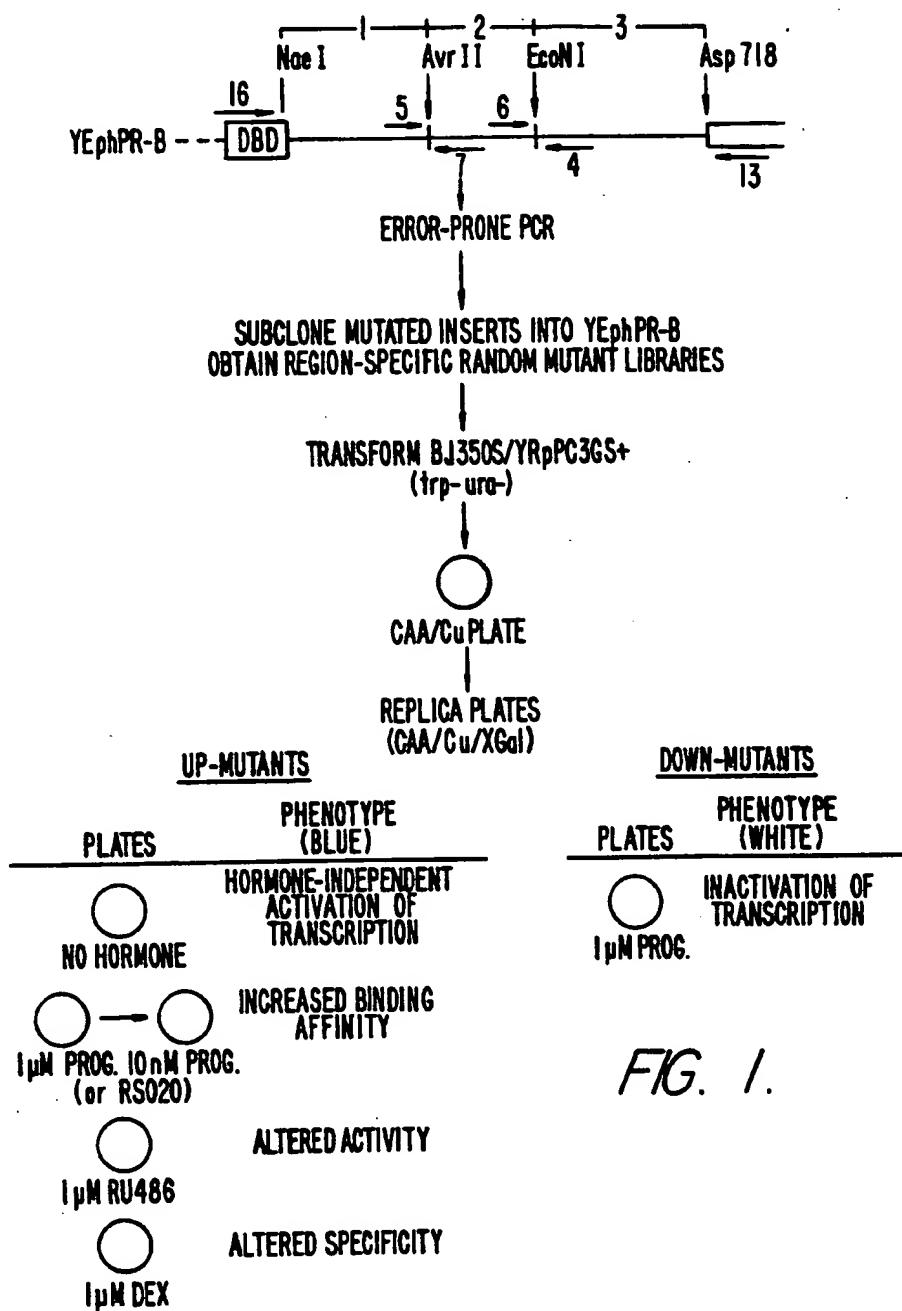 1 2 3
Nae I Avr II EcoN I Asp 718
16 5 6
YEphPR-B DBD
7 4 13
ERROR-PRONE PCR
SUBCLONE MUTATED INSERTS INTO YEphPR-B
OBTAIN REGION-SPECIFIC RANDOM MUTANT LIBRARIES
TRANSFORM BJ350S/YRpPC3GS+
(trp- ura-)
CAA/Cu PLATE
REPLICA PLATES
(CAA/Cu/XGal)
UP-MUTANTS
PLATES
PHENOTYPE
(BLUE)
NO HORMONE
HORMONE-INDEPENDENT
ACTIVATION OF
TRANSCRIPTION
1 µM PROG. 10 nM PROG.
(or R5020)
INCREASED BINDING
AFFINITY
1 µM RU486
ALTERED ACTIVITY
1 µM DEX
ALTERED SPECIFICITY
DOWN-MUTANTS
PLATES
PHENOTYPE
(WHITE)
1 µM PROG.
INACTIVATION OF
TRANSCRIPTION
FIG. 1.